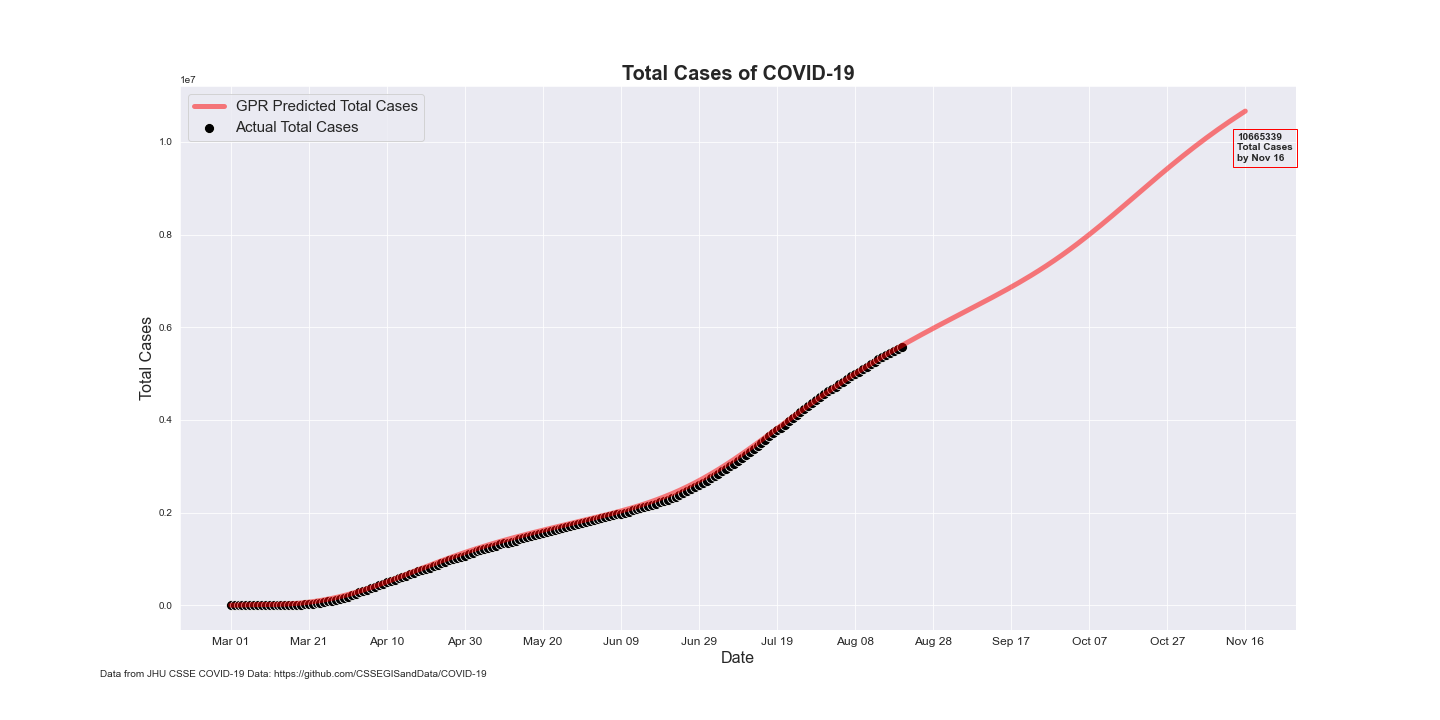 Total Cases of COVID-19
1e7
GPR Predicted Total Cases
Actual Total Cases
10665339
Total Cases
by Nov 16
1.0
0.8
0.6
0.4
0.2
0.0
Total Cases
Mar 01 Mar 21 Apr 10 Apr 30 May 20 Jun 09 Jun 29 Jul 19 Aug 08 Aug 28 Sep 17 Oct 07 Oct 27 Nov 16
Date
Data from JHU CSSE COVID-19 Data: https://github.com/CSSEGISandData/COVID-19